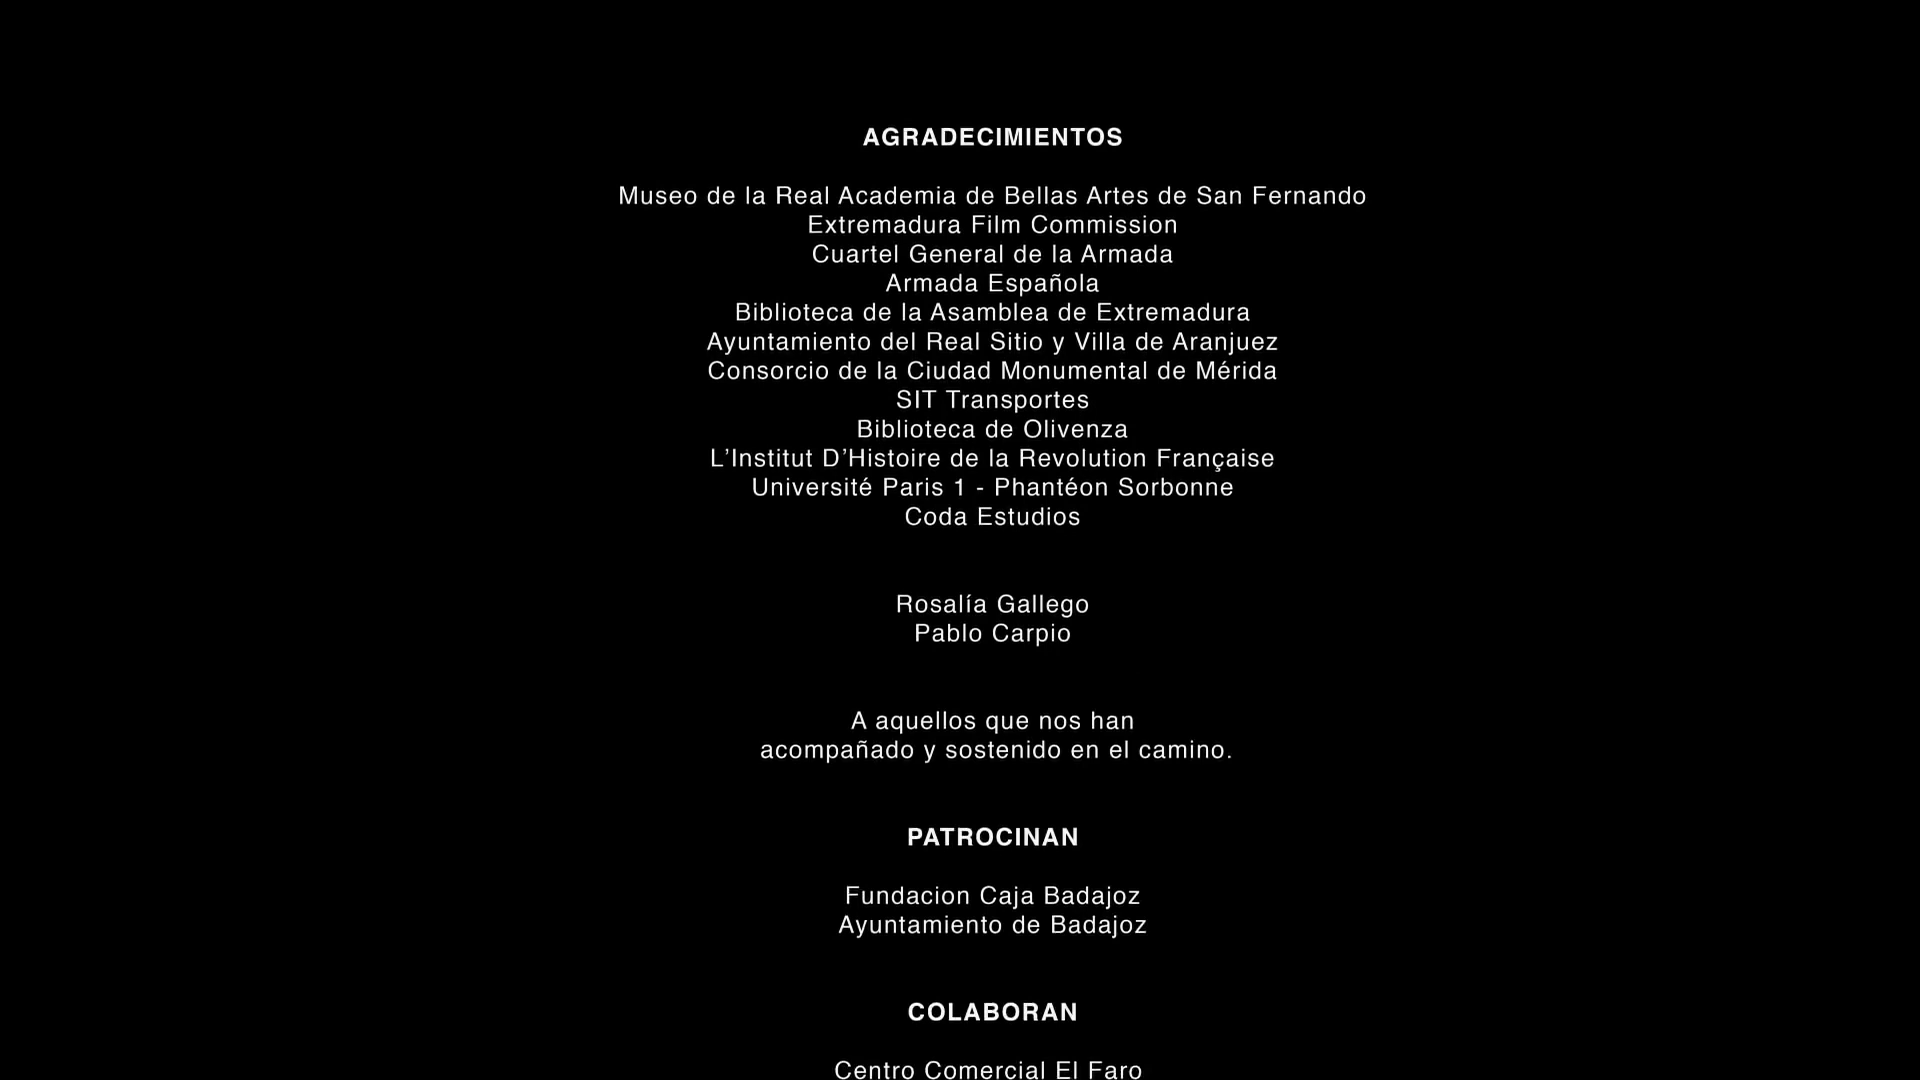 AGRADECIMIENTOS
Museo de la Real Academia de Bellas Artes de San Fernando
Extremadura Film Commission
Cuartel General de la Armada
Armada Española
Biblioteca de la Asamblea de Extremadura
Ayuntamiento del Real Sitio y Villa de Aranjuez
Consorcio de la Ciudad Monumental de Mérida
SIT Transportes
Biblioteca de Olivenza
L’Institut D’Histoire de la Revolution Française
Université Paris 1 - Phantéon Sorbonne
Coda Estudios
Rosalía Gallego
Pablo Carpio
A aquellos que nos han
acompañado y sostenido en el camino.
PATROCINAN
Fundacion Caja Badajoz
Ayuntamiento de Badajoz
COLABORAN
Centro Comercial El Faro